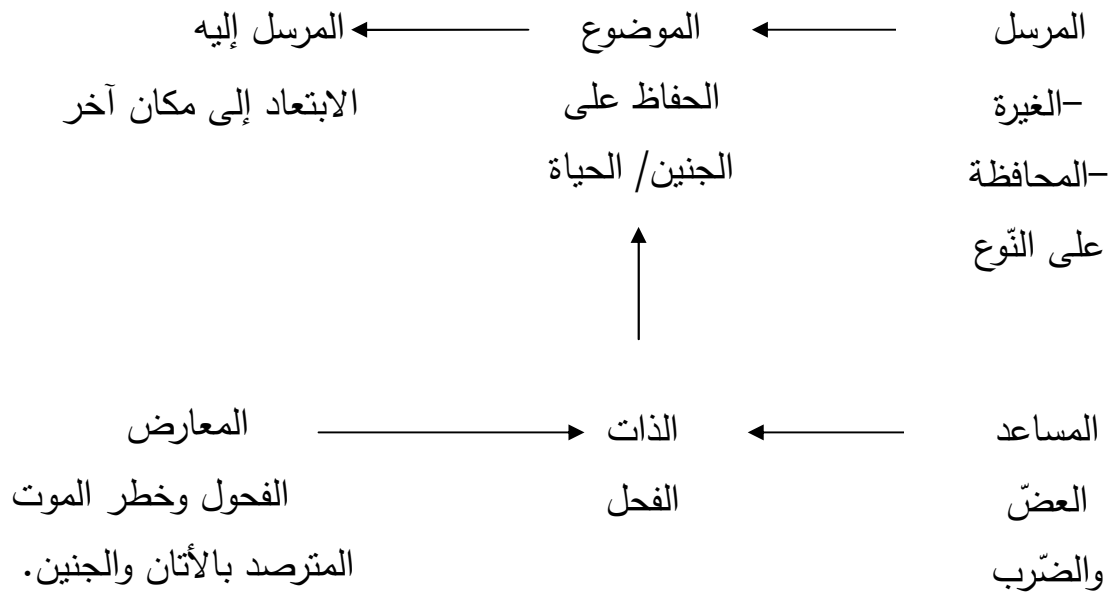 المرسل الموضوع المرسل إليه
-الغيرة الحفاظ على الابتعاد إلى مكان آخر
-المحافظة الجنين/ الحياة
على النّوع
المساعد الذات المعارض
العضّ الفحل الفحول وخطر الموت
والضّرب المترصد بالأتان والجنين.